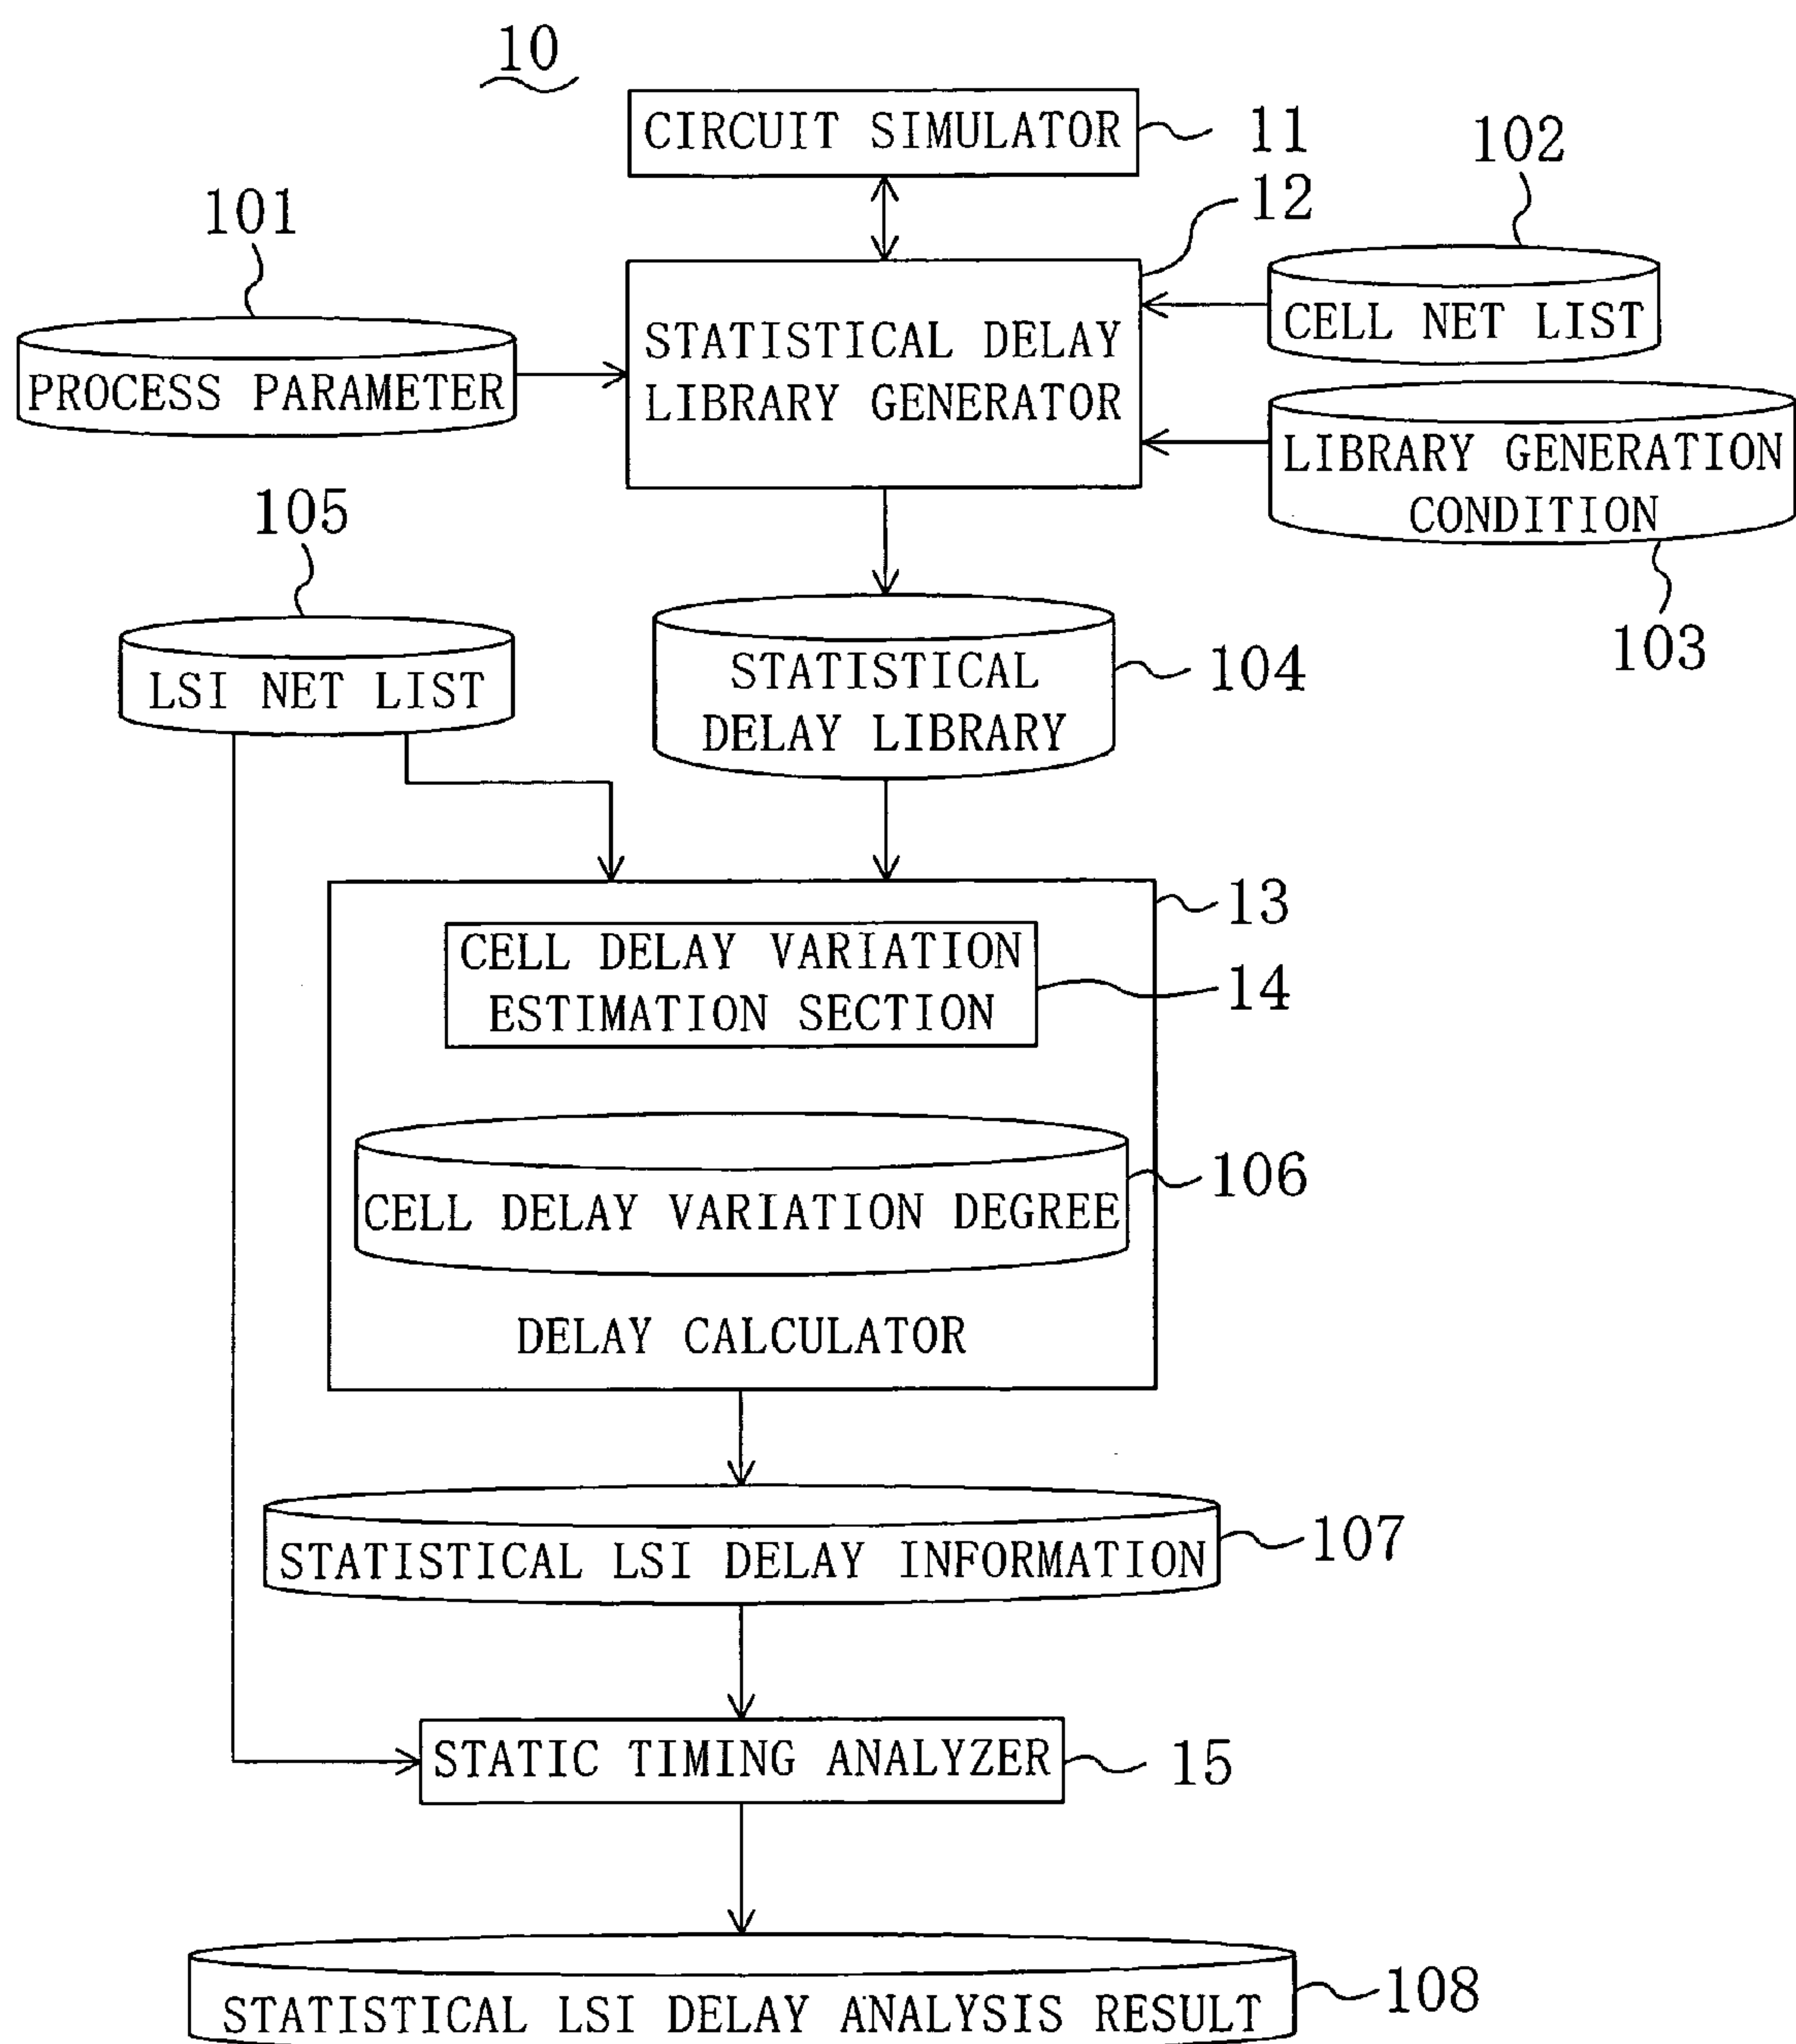 10
CIRCUIT SIMULATOR
11
102
12
101
CELL NET LIST
STATISTICAL DELAY
LIBRARY GENERATOR
PROCESS PARAMETER
LIBRARY GENERATION
CONDITION
105
103
LSI NET LIST
STATISTICAL
DELAY LIBRARY
104
13
CELL DELAY VARIATION
ESTIMATION SECTION
14
106
CELL DELAY VARIATION DEGREE
DELAY CALCULATOR
STATISTICAL LSI DELAY INFORMATION
107
STATIC TIMING ANALYZER
15
STATISTICAL LSI DELAY ANALYSIS RESULT
108